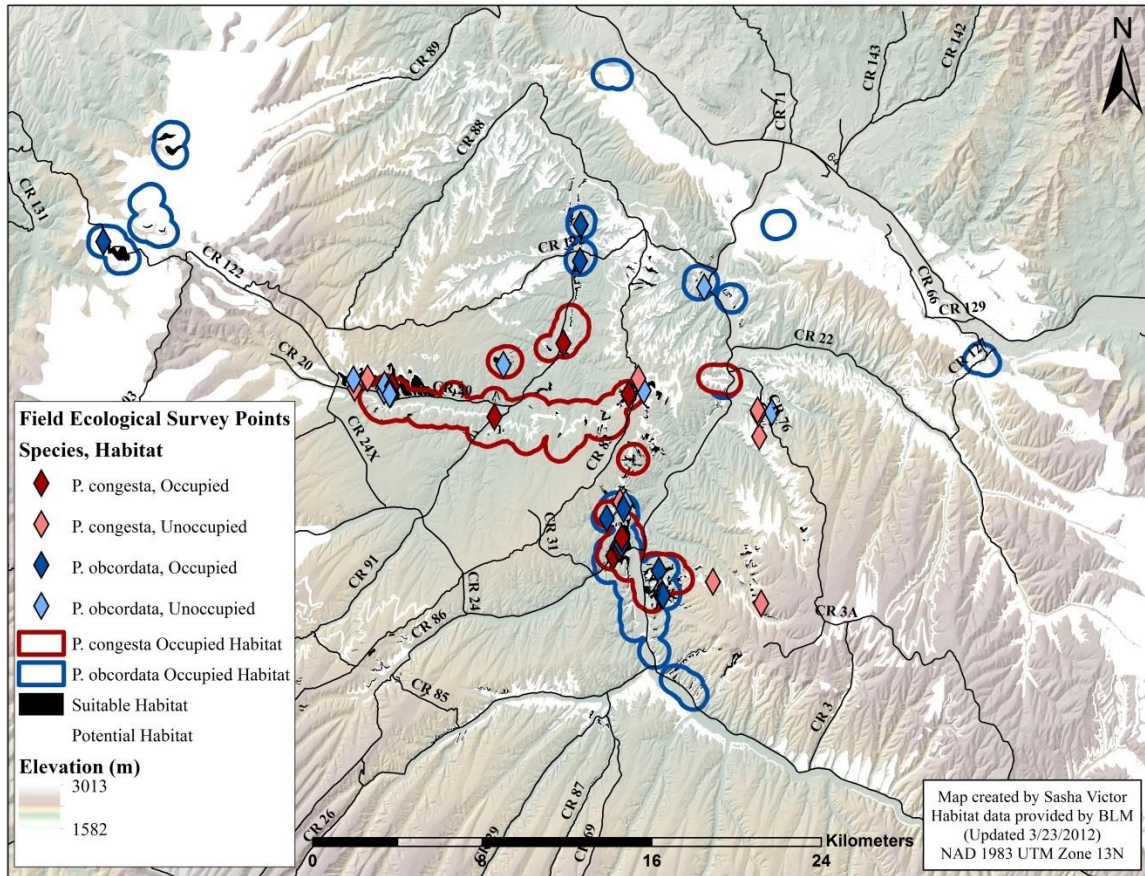 N
CR 89
CR 142
CR 143
CR 71
CR 88
64
CR 131
CR 122
CR 66
CR 129
CR 22
CR 20
CR 76
CR 24X
CR 31
CR 91
CR 24
CR 86
CR 3A
CR 85
CR 3
CR 87
CR 26
Field Ecological Survey Points
Species, Habitat
P. congesta, Occupied
P. congesta, Unoccupied
P. obcordata, Occupied
P. obcordata, Unoccupied
P. congesta Occupied Habitat
P. obcordata Occupied Habitat
Suitable Habitat
Potential Habitat
Elevation (m)
3013
1582
Kilometers
0
16
24
Map created by Sasha Victor
Habitat data provided by BLM
(Updated 3/23/2012)
NAD 1983 UTM Zone 13N